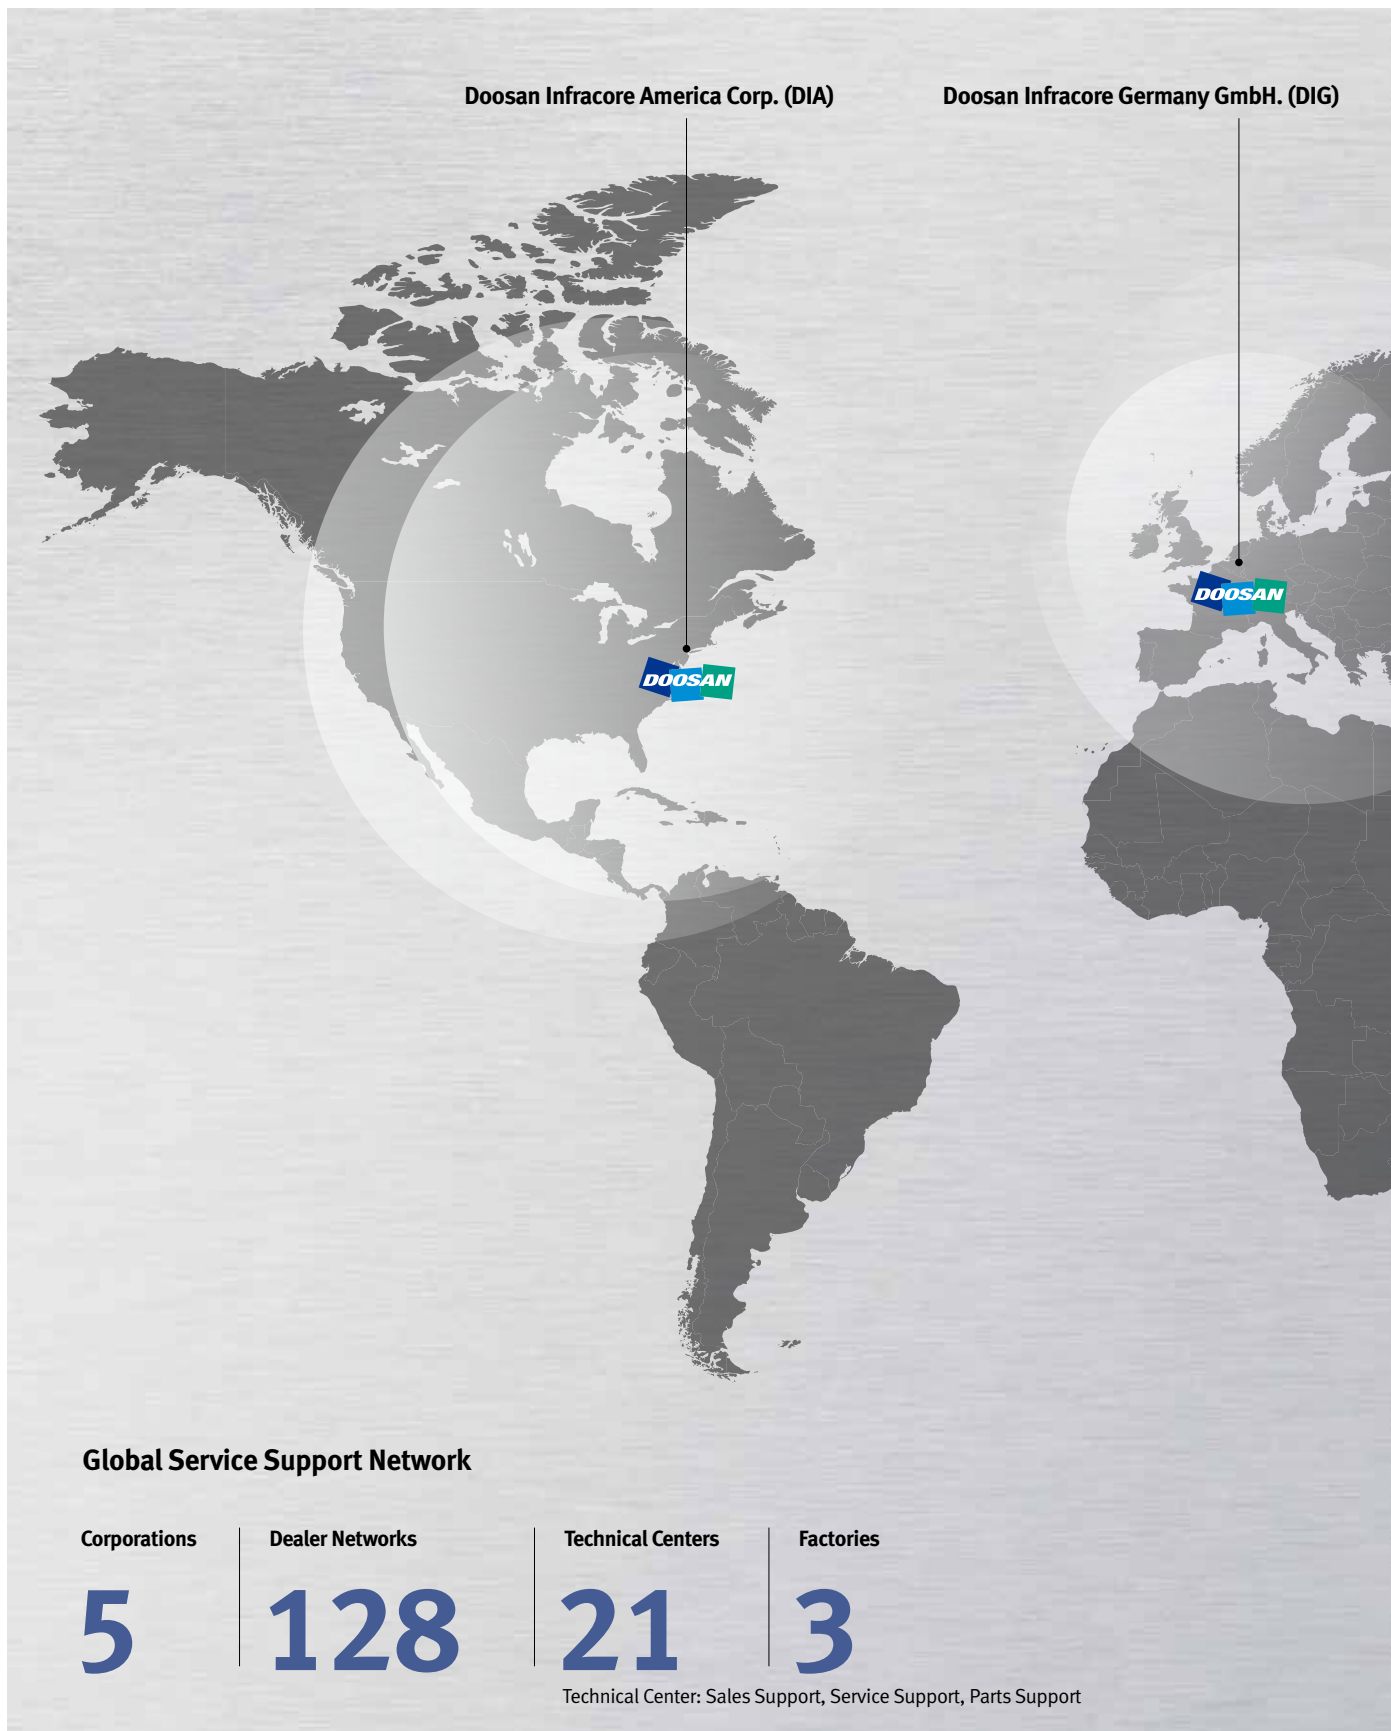 Doosan Infracore America Corp. (DIA)
Doosan Infracore Germany GmbH. (DIG)
DOOSAN
DOOSAN
Global Service Support Network
Corporations
5
Dealer Networks
128
Technical Centers
21
Factories
3
Technical Center: Sales Support, Service Support, Parts Support